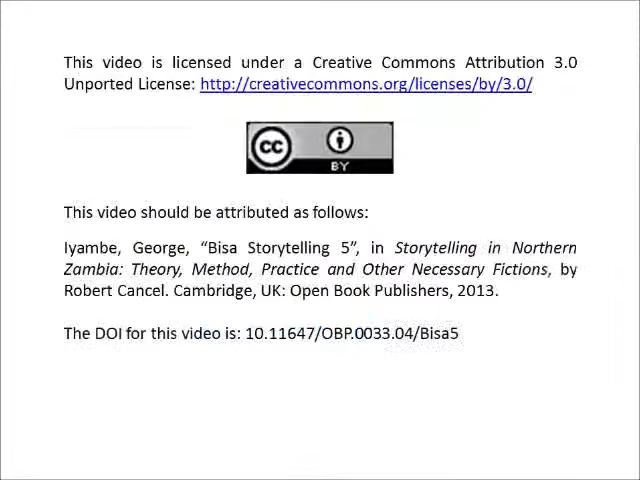 This video is licensed under a Creative Commons Attribution 3.0
Unported License: http://creativecommons.org/licenses/by/3.0/
cc
BY
This video should be attributed as follows:
Iyambe, George, “Bisa Storytelling 5”, in Storytelling in Northern
Zambia: Theory, Method, Practice and Other Necessary Fictions, by
Robert Cancel. Cambridge, UK: Open Book Publishers, 2013.
The DOI for this video is: 10.11647/OBP.0033.04/Bisa5